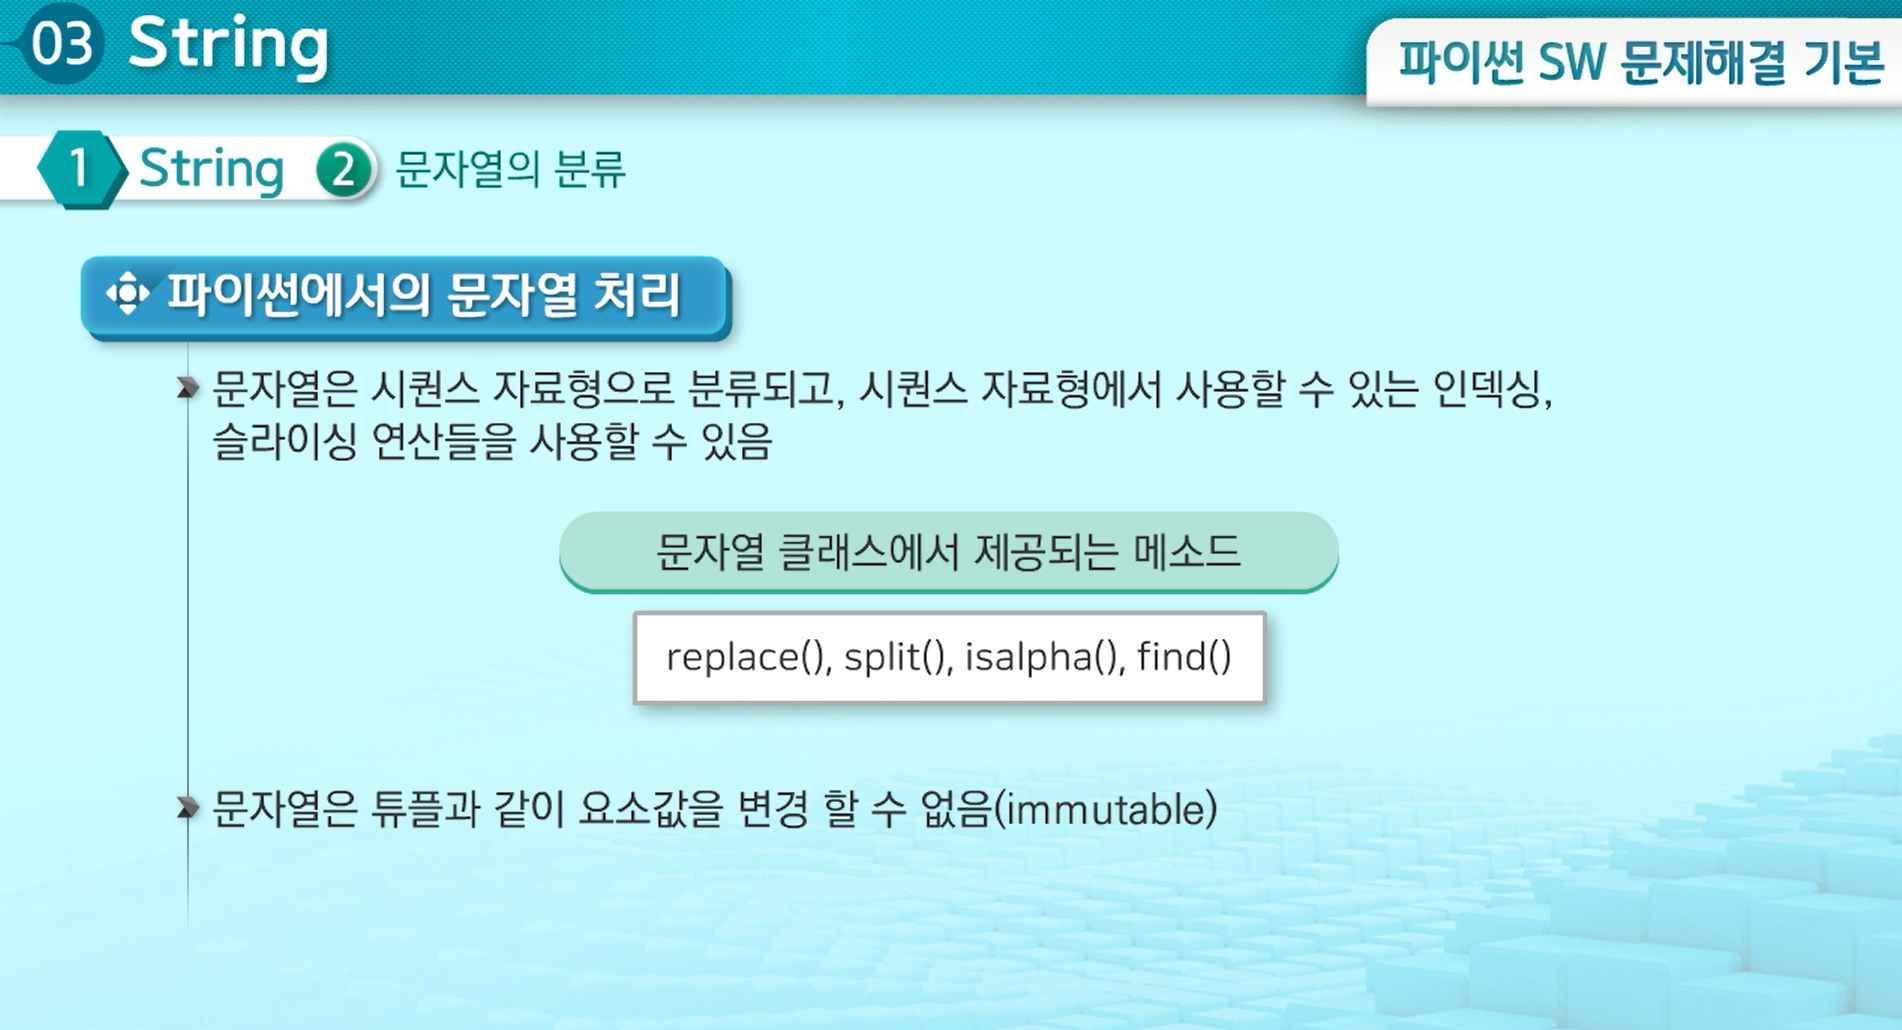 03 String
파이썬 SW 문제해결 기본
1 String 2 문자열의 분류
파이썬에서의 문자열 처리
문자열은 시퀀스 자료형으로 분류되고, 시퀀스 자료형에서 사용할 수 있는 인덱싱,
슬라이싱 연산들을 사용할 수 있음
문자열 클래스에서 제공되는 메소드
replace(), split(), isalpha(), find()
문자열은 튜플과 같이 요소값을 변경 할 수 없음(immutable)